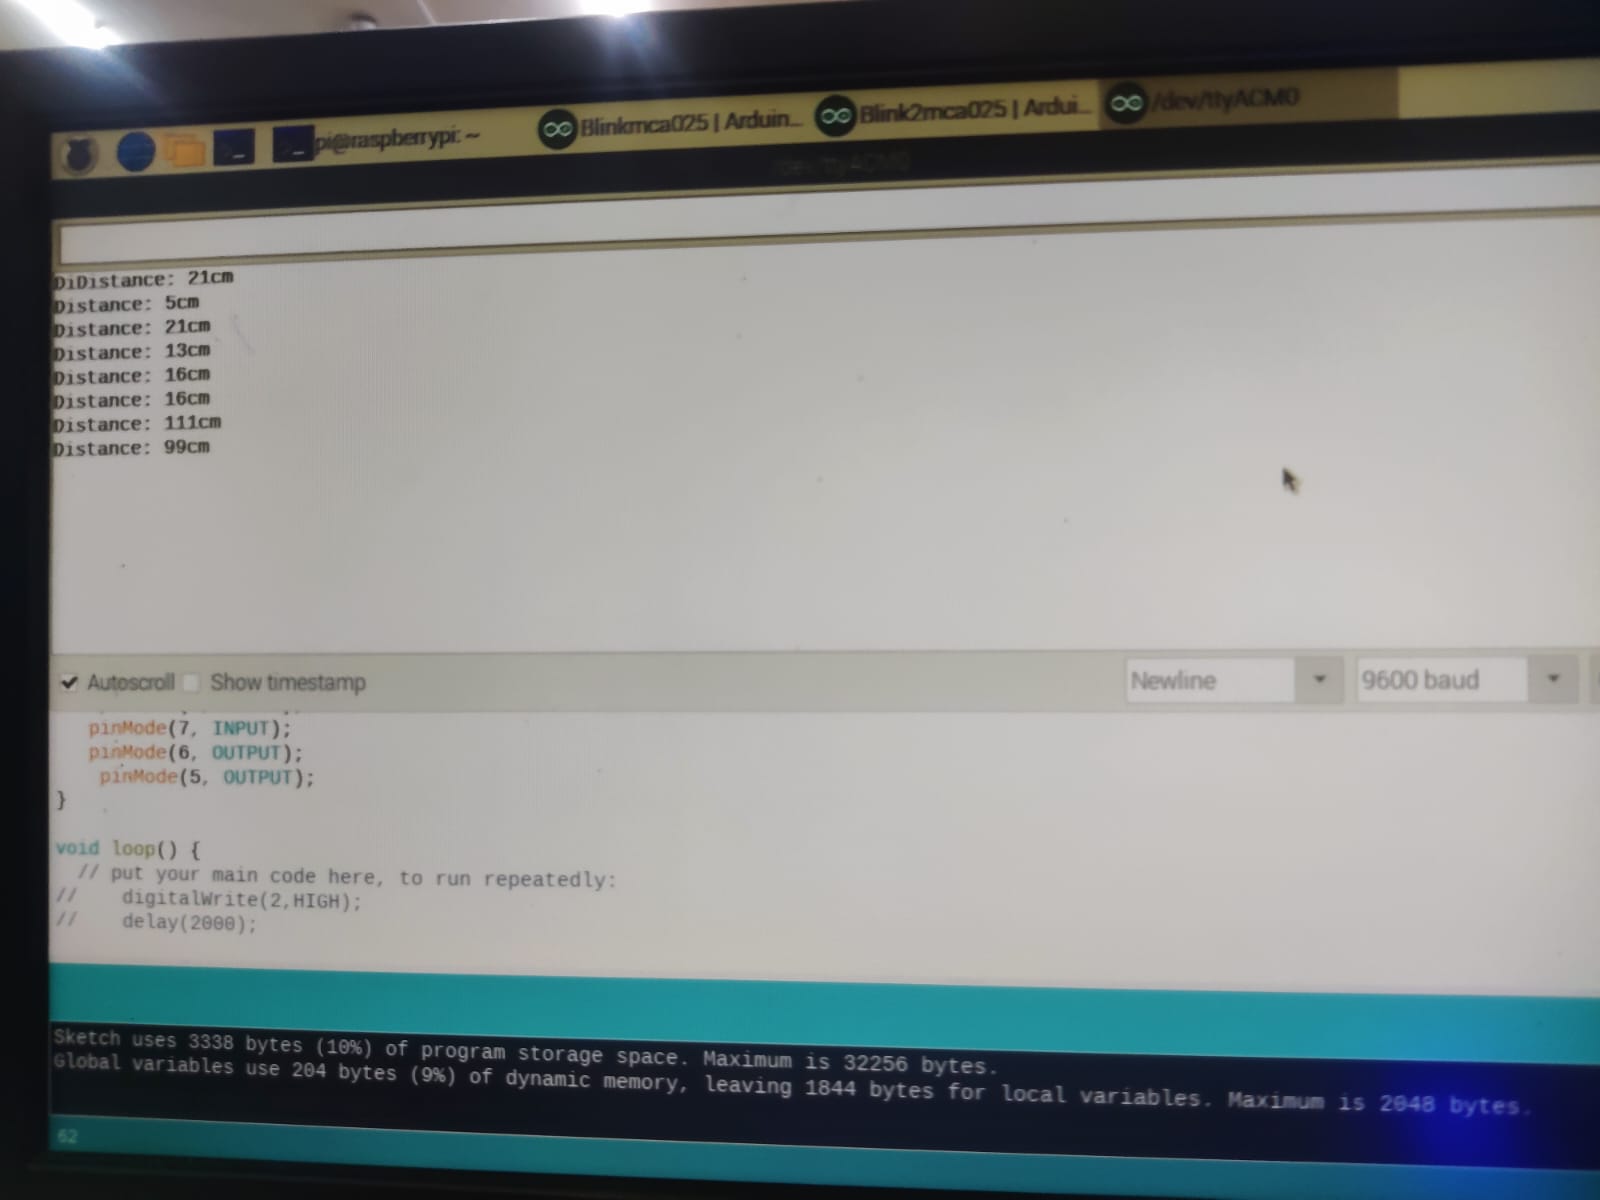 pi@raspberrypi: ~
Blinkmca025 | Arduin...
Blink2mca025 | Ardui...
/dev/ttyACM0
/dev/ttyACM0
DiDistance: 21cm
Distance: 5cm
Distance: 21cm
Distance: 13cm
Distance: 16cm
Distance: 16cm
Distance: 111cm
Distance: 99cm
Autoscroll Show timestamp
Newline
9600 baud
pinMode(7, INPUT);
pinMode(6, OUTPUT);
pinMode(5, OUTPUT);
}
void loop() {
// put your main code here, to run repeatedly:
// digitalWrite(2,HIGH);
// delay(2000);
Sketch uses 3338 bytes (10%) of program storage space. Maximum is 32256 bytes.
Global variables use 204 bytes (9%) of dynamic memory, leaving 1844 bytes for local variables. Maximum is 2048 bytes.
62